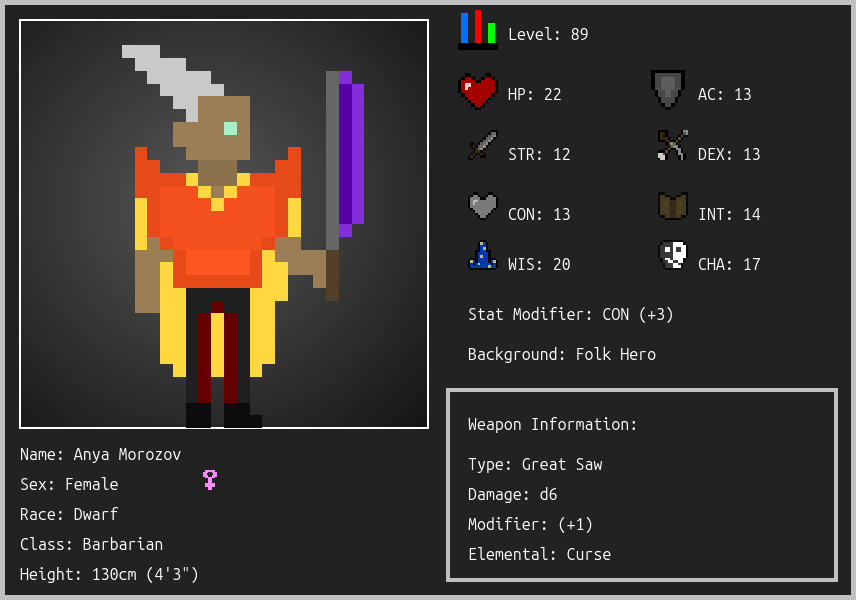 Level: 89
HP: 22
AC: 13
STR: 12
DEX: 13
CON: 13
INT: 14
WIS: 20
CHA: 17
Stat Modifier: CON (+3)
Background: Folk Hero
Weapon Information:
Type: Great Saw
Damage: d6
Modifier: (+1)
Elemental: Curse
Name: Anya Morozov
Sex: Female
Race: Dwarf
Class: Barbarian
Height: 130cm (4'3")